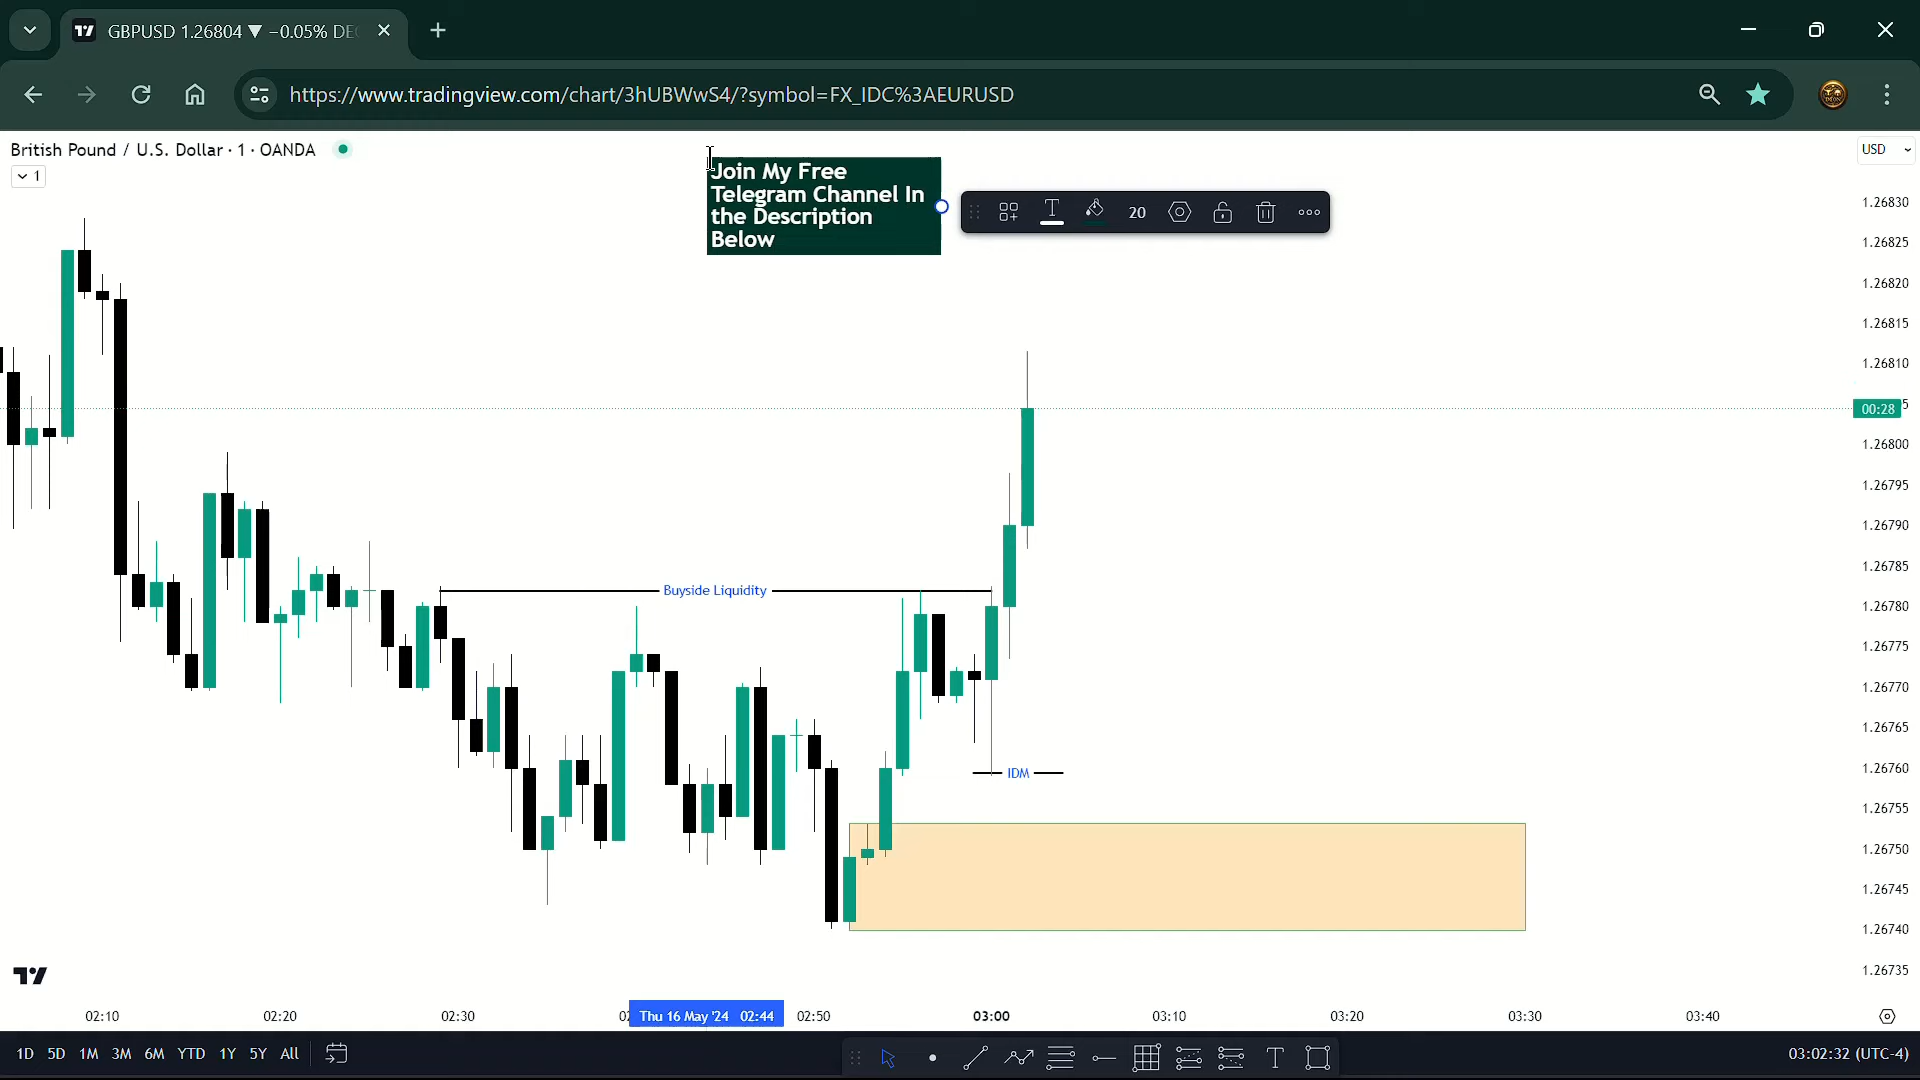 GBPUSD 1.26804 ▼ −0.05% DE
https://www.tradingview.com/chart/3hUBWwS4/?symbol=FX_IDC%3AEURUSD
British Pound / U.S. Dollar · 1 · OANDA
USD
1
Join My Free
Telegram Channel In
the Description
Below
20
1.26830
1.26825
1.26820
1.26815
1.26810
00:28
5
1.26800
1.26795
1.26790
1.26785
1.26780
1.26775
1.26770
1.26765
1.26760
1.26755
1.26750
1.26745
1.26740
1.26735
Buyside Liquidity
IDM
02:10
02:20
02:30
Thu 16 May '24 02:44
02:50
03:00
03:10
03:20
03:30
03:40
1D 5D 1M 3M 6M YTD 1Y 5Y All
03:02:32 (UTC-4)